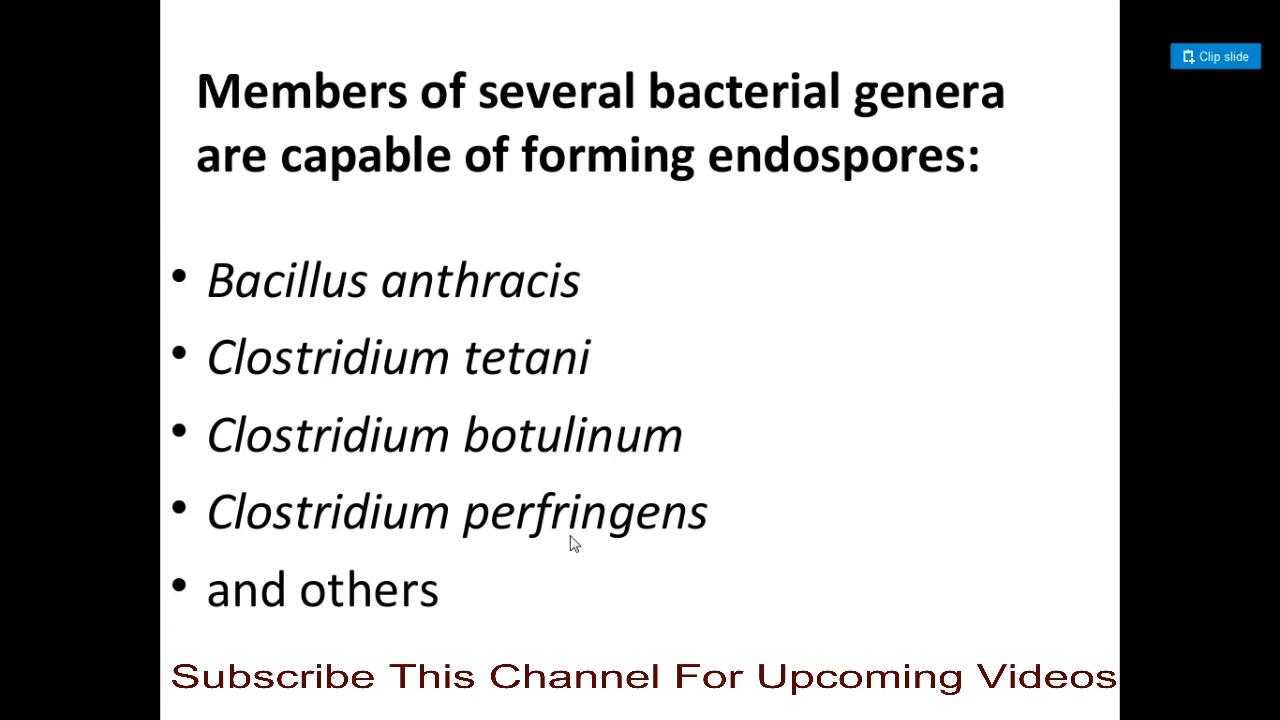 Clip slide
Members of several bacterial genera
are capable of forming endospores:
• Bacillus anthracis
• Clostridium tetani
• Clostridium botulinum
• Clostridium perfringens
• and others
Subscribe This Channel For Upcoming Videos